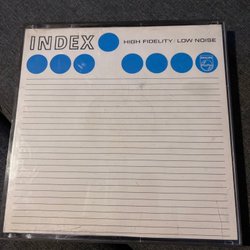 INDEX
HIGH FIDELITY / LOW NOISE